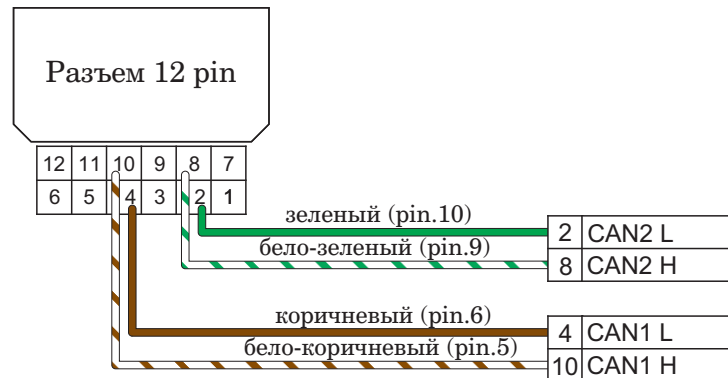 Разъем 12 pin
12 11 10 9 8 7
6 5 4 3 2 1
зеленый (pin.10)
2 CAN2 L
бело-зеленый (pin.9)
8 CAN2 H
коричневый (pin.6)
4 CAN1 L
бело-коричневый (pin.5)
10 CAN1 H